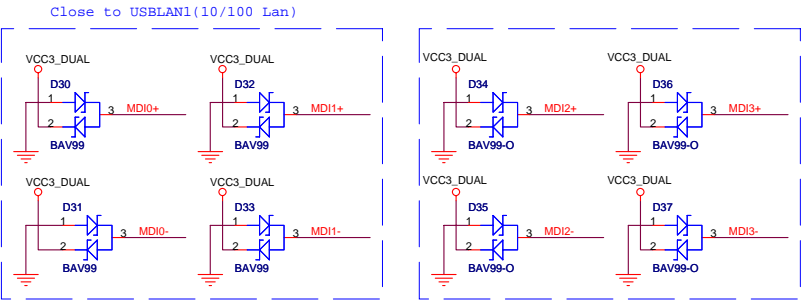 Close to USBLAN1(10/100 Lan)
VCC3_DUAL
D30
1
2
3
MDI0+
BAV99
VCC3_DUAL
D32
1
2
3
MDI1+
BAV99
VCC3_DUAL
D34
1
2
3
MDI2+
BAV99-O
VCC3_DUAL
D36
1
2
3
MDI3+
BAV99-O
VCC3_DUAL
D31
1
2
3
MDI0-
BAV99
VCC3_DUAL
D33
1
2
3
MDI1-
BAV99
VCC3_DUAL
D35
1
2
3
MDI2-
BAV99-O
VCC3_DUAL
D37
1
2
3
MDI3-
BAV99-O